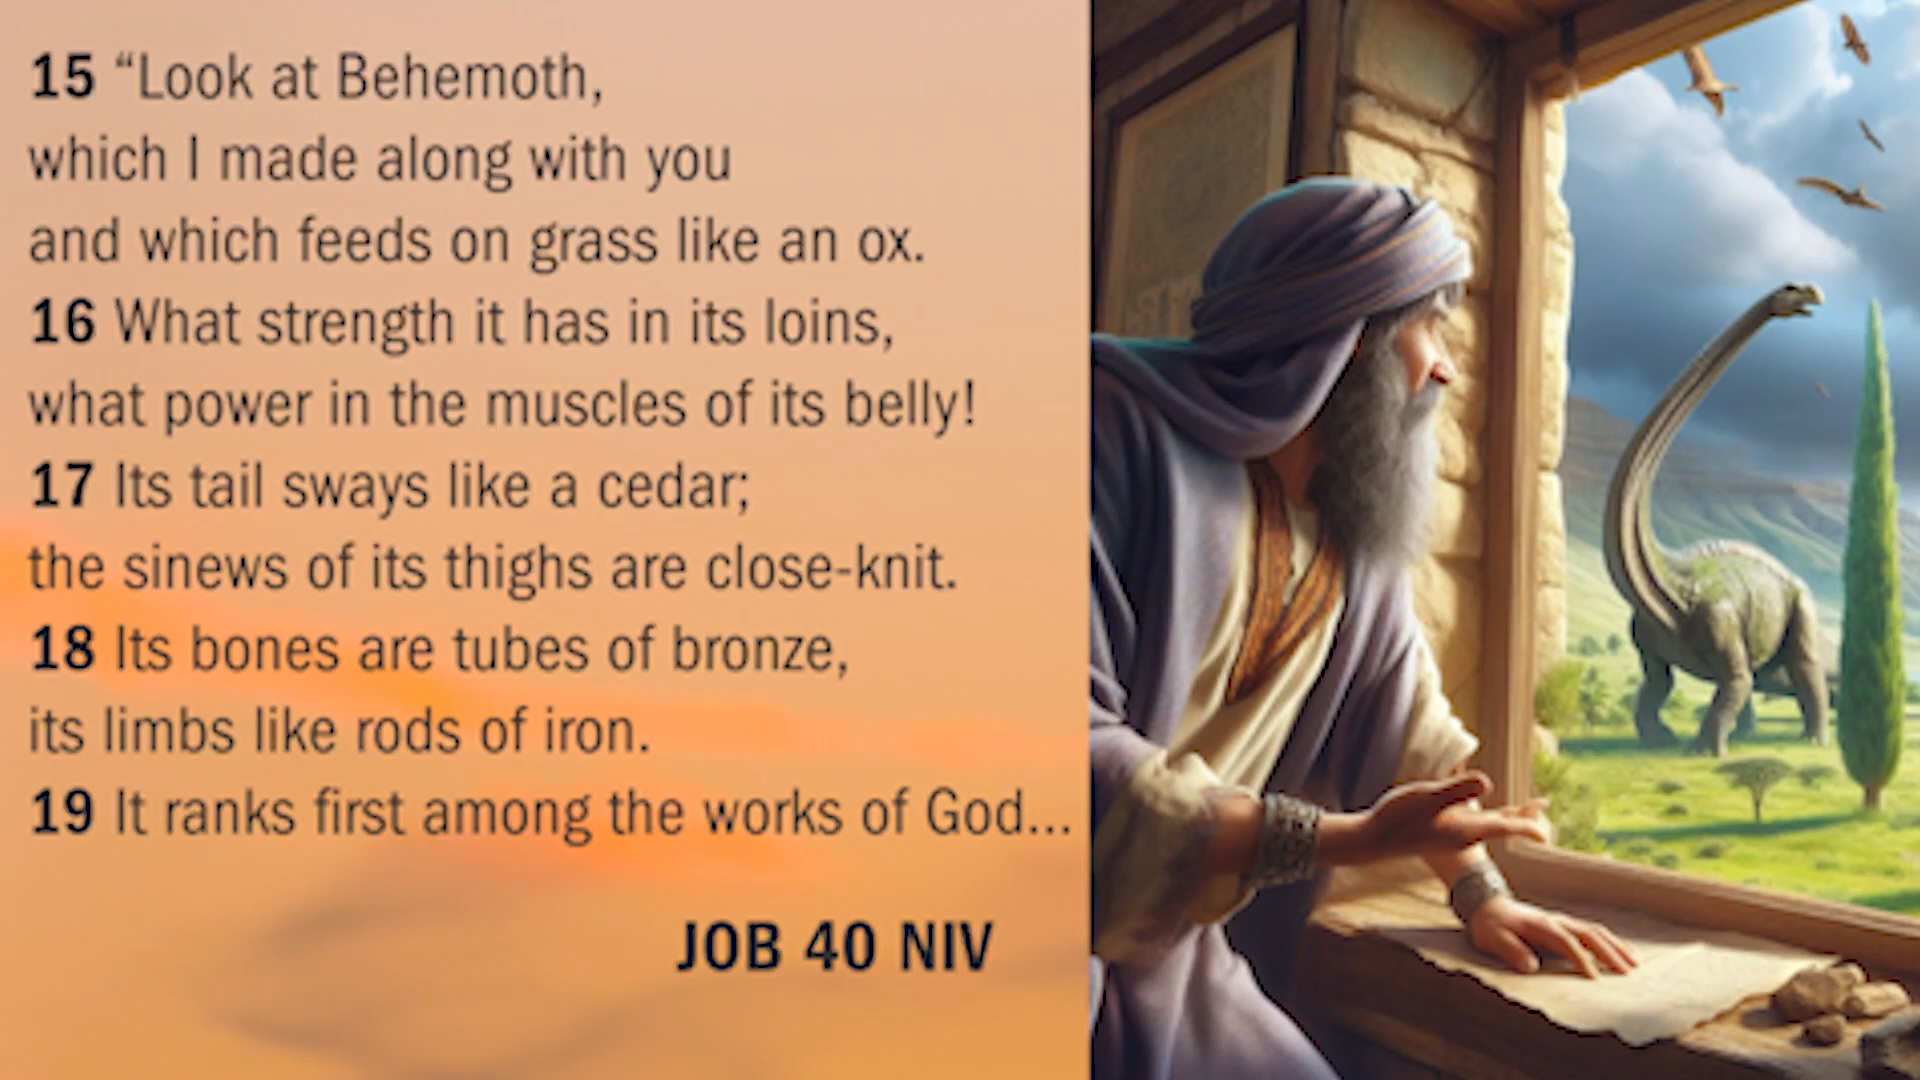 15 “Look at Behemoth,
which I made along with you
and which feeds on grass like an ox.
16 What strength it has in its loins,
what power in the muscles of its belly!
17 Its tail sways like a cedar;
the sinews of its thighs are close-knit.
18 Its bones are tubes of bronze,
its limbs like rods of iron.
19 It ranks first among the works of God...
JOB 40 NIV